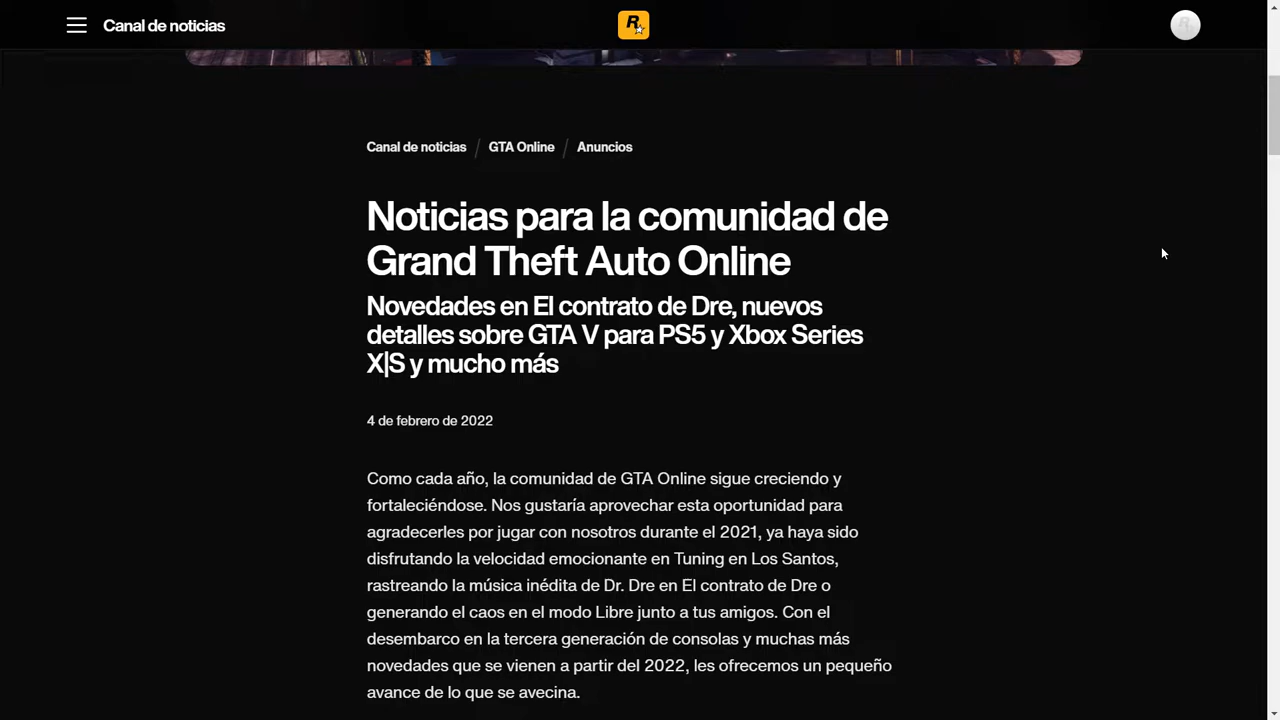 Canal de noticias
R
Canal de noticias / GTA Online / Anuncios
Noticias para la comunidad de
Grand Theft Auto Online
Novedades en El contrato de Dre, nuevos
detalles sobre GTA V para PS5 y Xbox Series
X|S y mucho más
4 de febrero de 2022
Como cada año, la comunidad de GTA Online sigue creciendo y
fortaleciéndose. Nos gustaría aprovechar esta oportunidad para
agradecerles por jugar con nosotros durante el 2021, ya haya sido
disfrutando la velocidad emocionante en Tuning en Los Santos,
rastreando la música inédita de Dr. Dre en El contrato de Dre o
generando el caos en el modo Libre junto a tus amigos. Con el
desembarco en la tercera generación de consolas y muchas más
novedades que se vienen a partir del 2022, les ofrecemos un pequeño
avance de lo que se avecina.